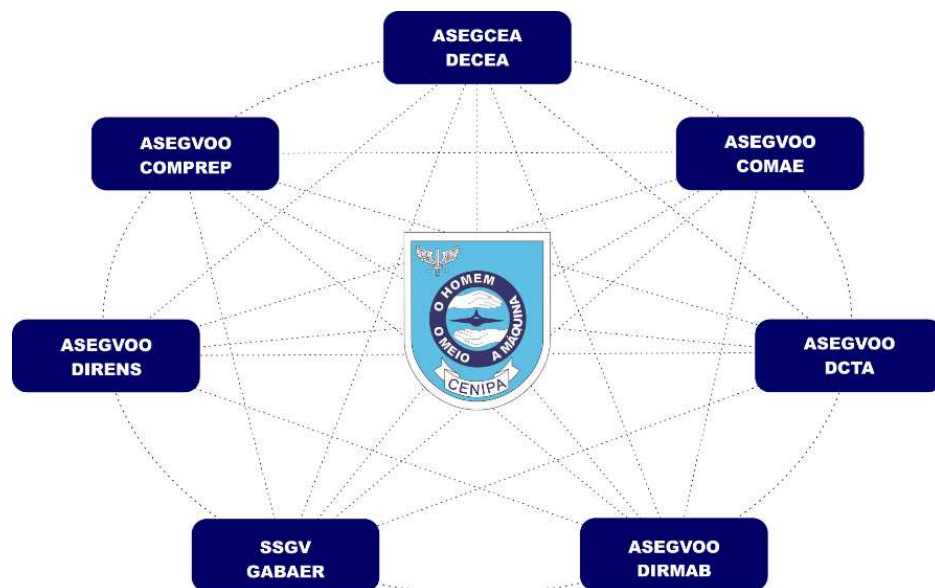 ASEGCEA
DECEA
ASEGVOO
COMPREP
ASEGVOO
COMAE
O HOMEM
O MEIO
A MÁQUINA
CENIPA
ASEGVOO
DIRENS
ASEGVOO
DCTA
SSGV
GABAER
ASEGVOO
DIRMAB